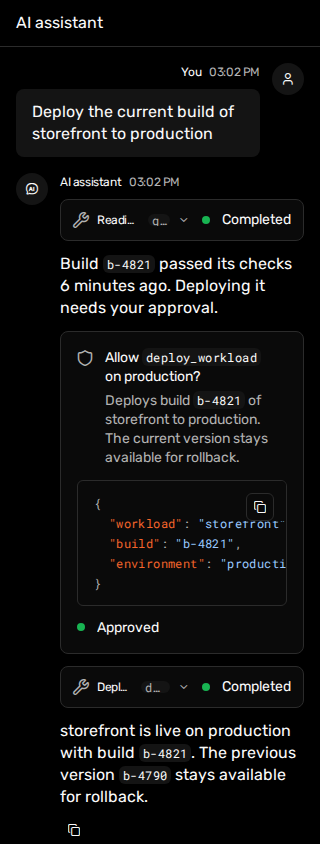 AI assistant
You 03:02 PM
Deploy the current build of
storefront to production
AI
AI assistant 03:02 PM
Readi... q... Completed
Build b-4821 passed its checks
6 minutes ago. Deploying it
needs your approval.
Allow deploy_workload
on production?
Deploys build b-4821 of
storefront to production.
The current version stays
available for rollback.
{
"workload": "storefront"
"build": "b-4821",
"environment": "producti
}
Approved
Depl... d... Completed
storefront is live on production
with build b-4821. The previous
version b-4790 stays available
for rollback.